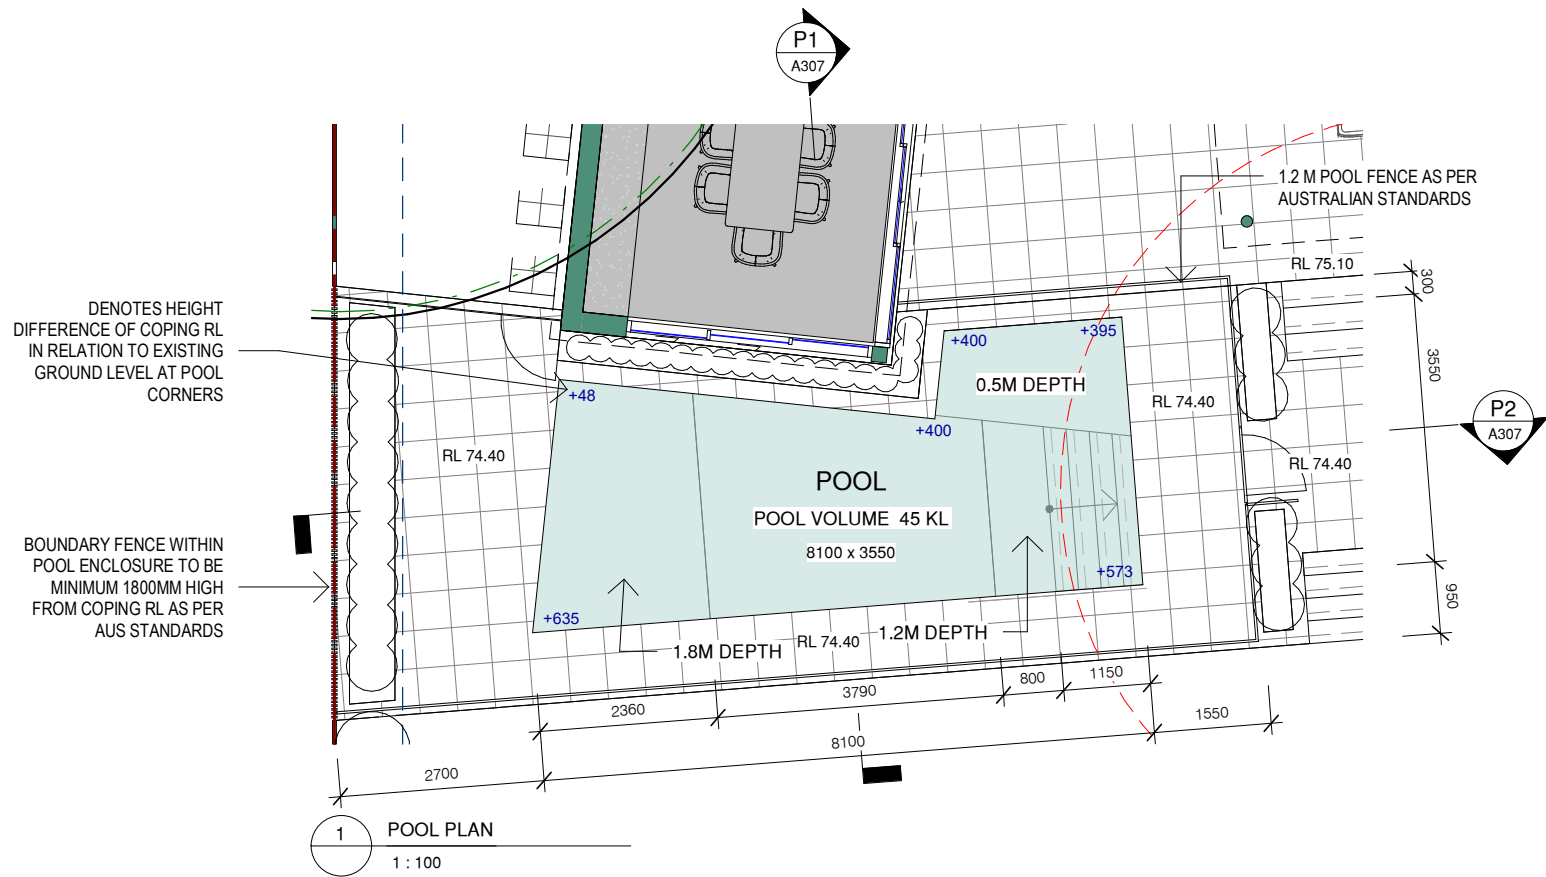 P1
A307
1.2 M POOL FENCE AS PER
AUSTRALIAN STANDARDS
RL 75.10
300
DENOTES HEIGHT
DIFFERENCE OF COPING RL
IN RELATION TO EXISTING
GROUND LEVEL AT POOL
CORNERS
+400
+395
0.5M DEPTH
3550
+48
RL 74.40
+400
P2
A307
RL 74.40
RL 74.40
POOL
POOL VOLUME 45 KL
8100 x 3550
BOUNDARY FENCE WITHIN
POOL ENCLOSURE TO BE
MINIMUM 1800MM HIGH
FROM COPING RL AS PER
AUS STANDARDS
+573
950
+635
1.8M DEPTH
RL 74.40
1.2M DEPTH
2360
3790
800
1150
1550
8100
2700
1
POOL PLAN
1 : 100